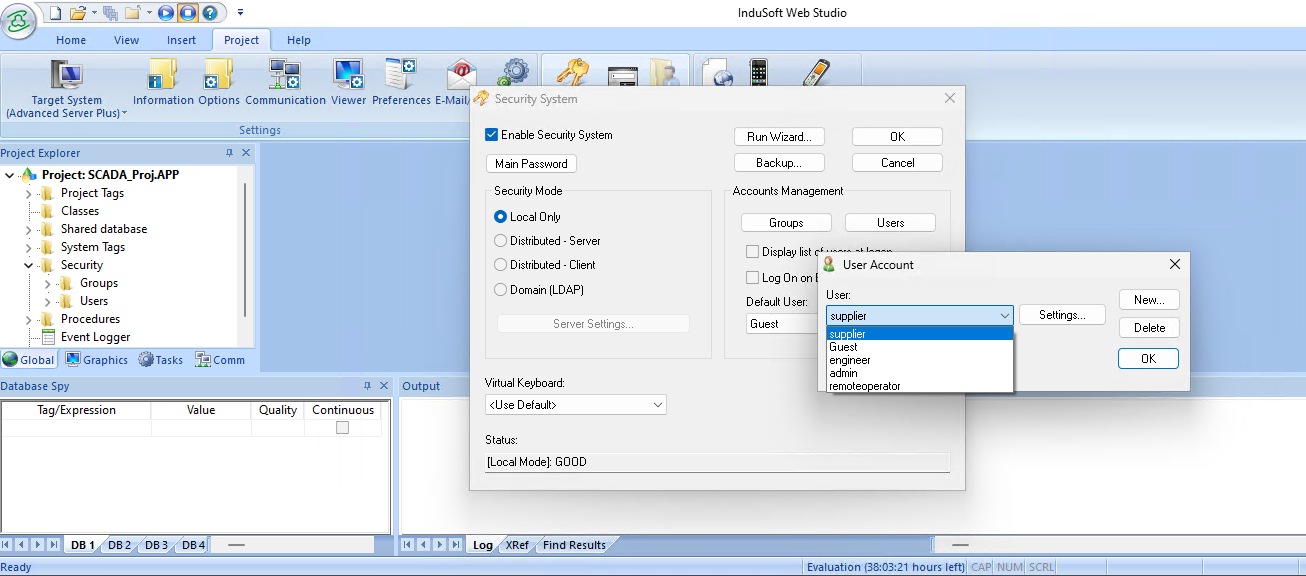 InduSoft Web Studio
Home View Insert Project Help
Target System
(Advanced Server Plus)
Information Options Communication Viewer Preferences E-Mail/
Settings
Security System
Enable Security System
Run Wizard... OK
Main Password
Backup... Cancel
Security Mode
Accounts Management
Local Only
Groups Users
Distributed - Server
Display list of users at logon
Distributed - Client
Log On on
Domain (LDAP)
Default User:
Guest
Server Settings...
Virtual Keyboard:
<Use Default>
Status:
[Local Mode]: GOOD
User Account
User:
New...
supplier
Settings...
Delete
supplier
Guest
engineer
admin
remoteoperator
OK
Project Explorer
Project: SCADA_Proj.APP
Project Tags
Classes
Shared database
System Tags
Security
Groups
Users
Procedures
Event Logger
Global Graphics Tasks Comm
Database Spy
Tag/Expression Value Quality Continuous
DB 1 DB 2 DB 3 DB 4
Output
Log XRef Find Results
Ready
Evaluation (38:03:21 hours left) CAP NUM SCRL